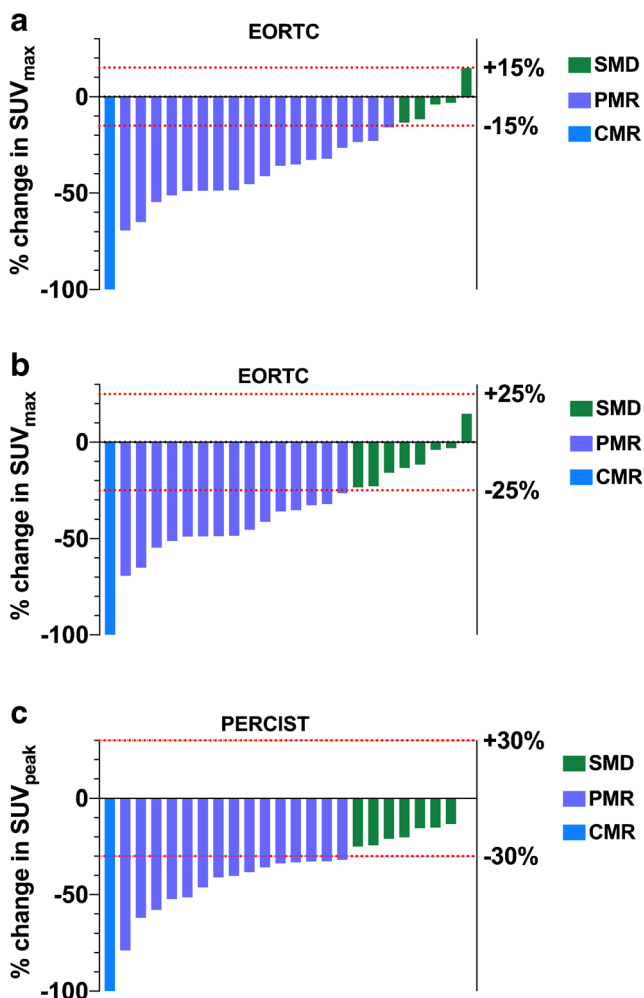 a
EORTC
% change in SUVmax
0
-50
-100
+15%
-15%
SMD
PMR
CMR
b
EORTC
% change in SUVmax
0
-50
-100
+25%
-25%
SMD
PMR
CMR
c
PERCIST
% change in SUVpeak
0
-50
-100
+30%
-30%
SMD
PMR
CMR